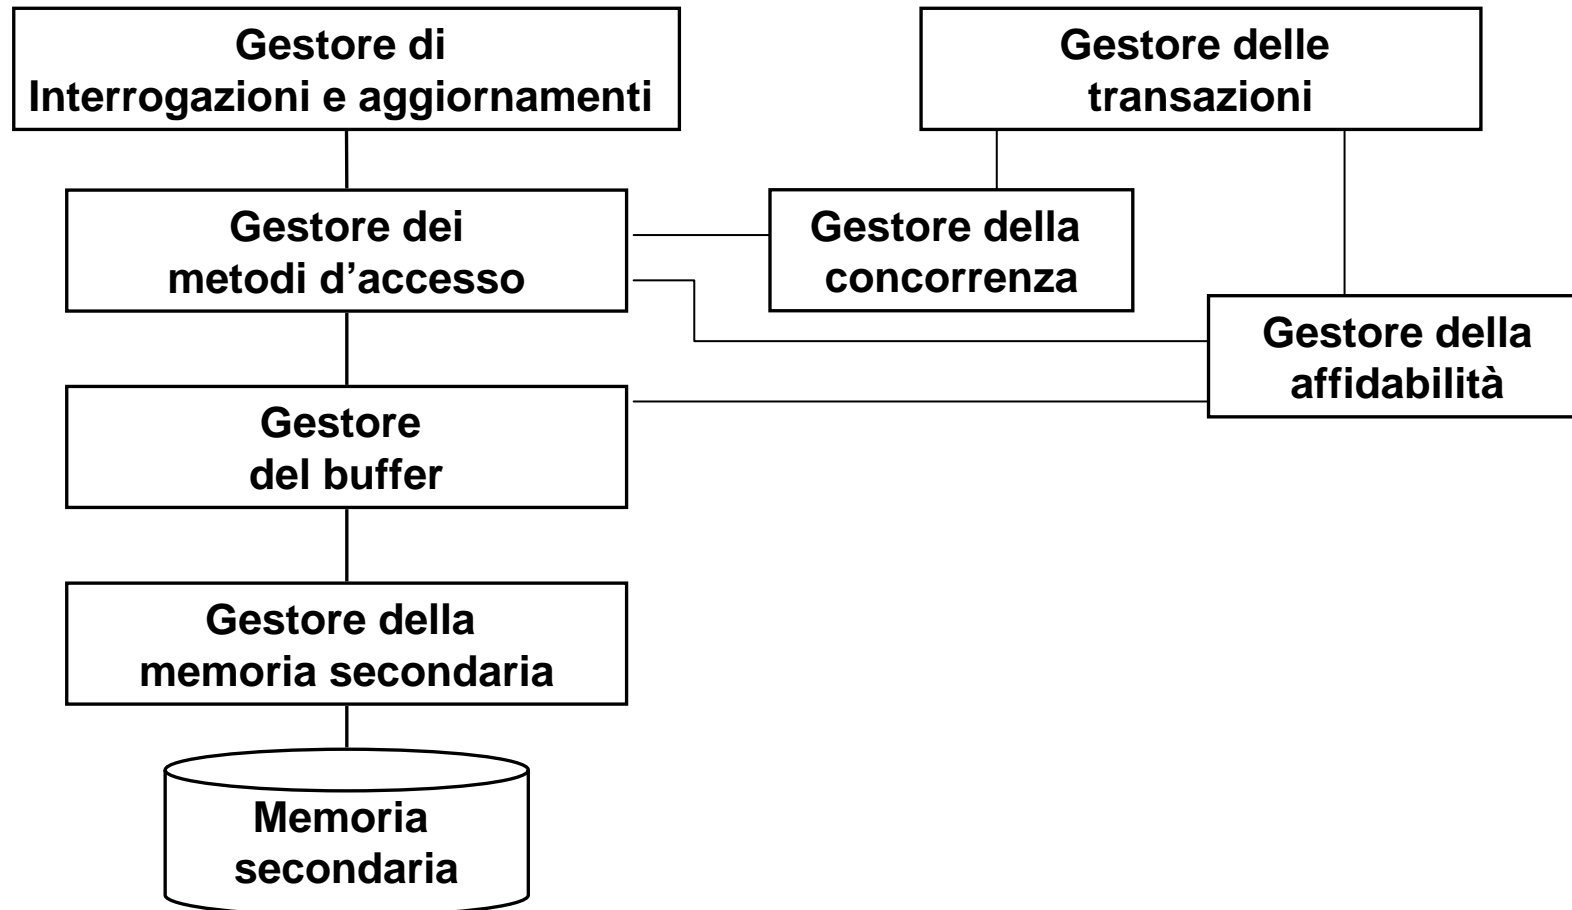 Gestore di
Interrogazioni e aggiornamenti
Gestore delle
transazioni
Gestore dei
metodi d’accesso
Gestore della
concorrenza
Gestore della
affidabilità
Gestore
del buffer
Gestore della
memoria secondaria
Memoria
secondaria